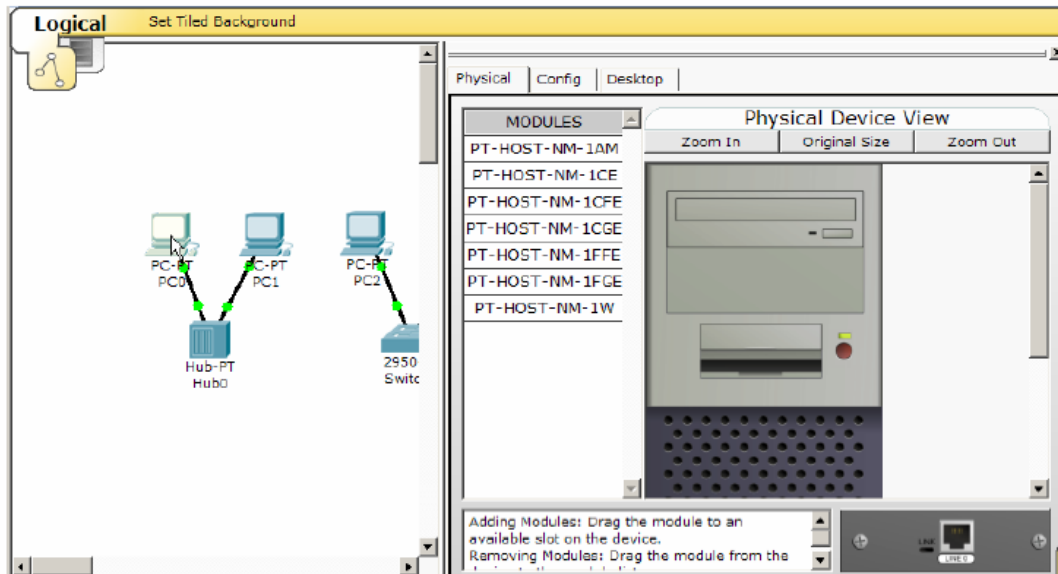 Logical
Set Tiled Background
PC-PT
PC0
PC-PT
PC1
PC-PT
PC2
Hub-PT
Hub0
2950
Switc
Physical
Config
Desktop
MODULES
PT-HOST-NM-1AM
PT-HOST-NM-1CE
PT-HOST-NM-1CFE
PT-HOST-NM-1CGE
PT-HOST-NM-1FFE
PT-HOST-NM-1FGE
PT-HOST-NM-1W
Physical Device View
Zoom In
Original Size
Zoom Out
Adding Modules: Drag the module to an
available slot on the device.
Removing Modules: Drag the module from the
LINK
LINE 0